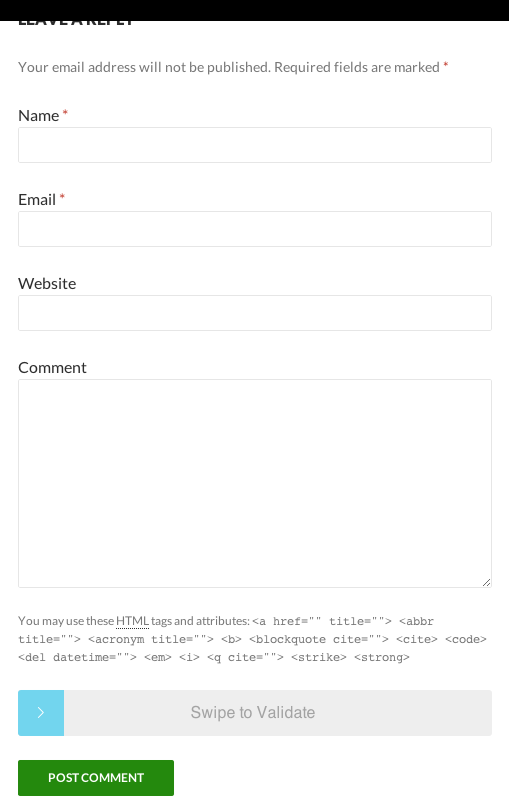 LEAVE A REPLY
Your email address will not be published. Required fields are marked *
Name *
Email *
Website
Comment
You may use these HTML tags and attributes: <a href="" title=""> <abbr
title=""> <acronym title=""> <b> <blockquote cite=""> <cite> <code>
<del datetime=""> <em> <i> <q cite=""> <strike> <strong>
Swipe to Validate
POST COMMENT